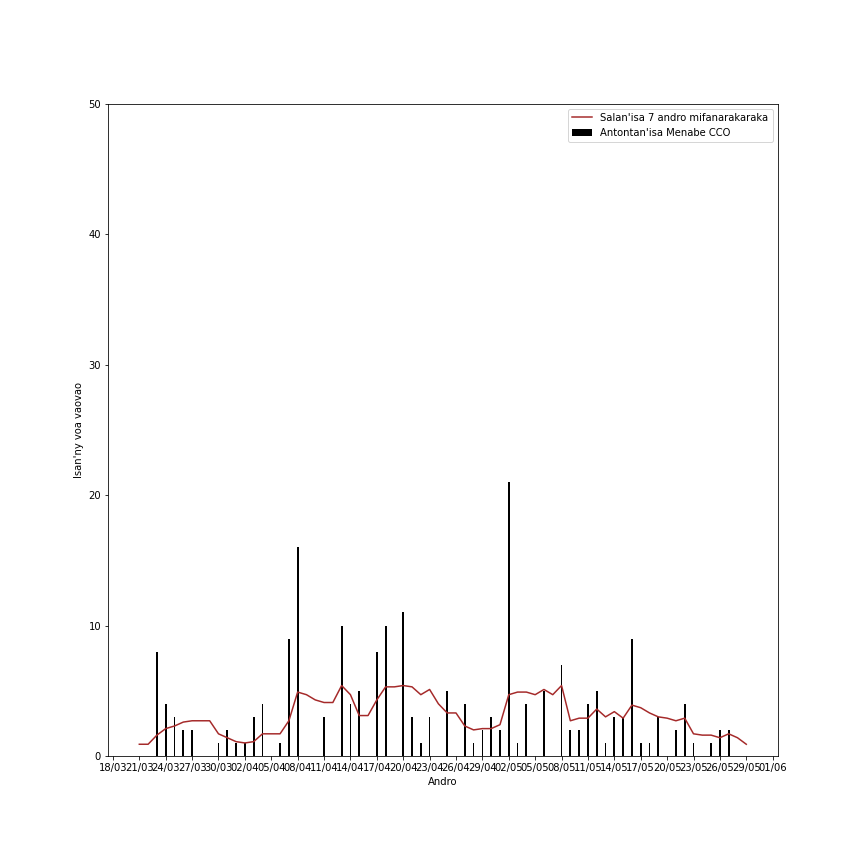 Salan'isa 7 andro mifanarakaraka
Antontan'isa Menabe CCO
50
40
30
20
10
0
Isan'ny voa vaovao
18/03 21/03 24/03 27/03 30/03 02/04 05/04 08/04 11/04 14/04 17/04 20/04 23/04 26/04 29/04 02/05 05/05 08/05 11/05 14/05 17/05 20/05 23/05 26/05 29/05 01/06
Andro